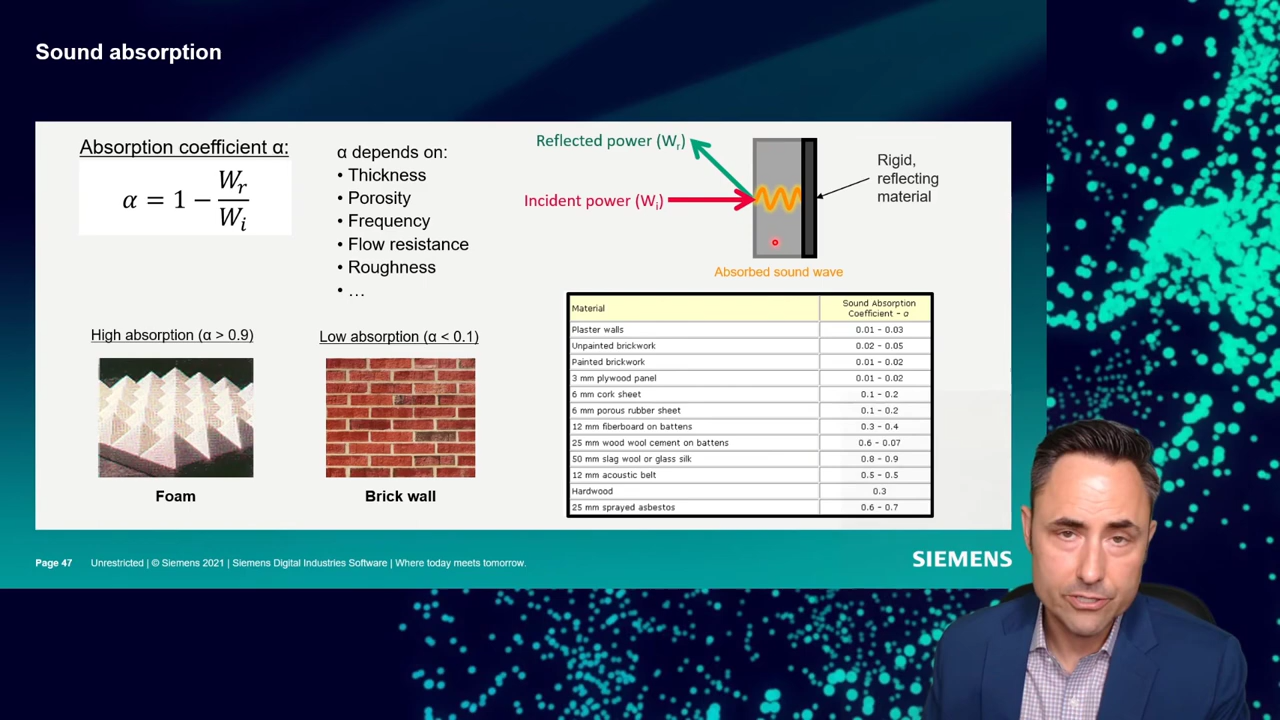 Sound absorption
Absorption coefficient α:
α = 1 − Wr/Wi
α depends on:
• Thickness
• Porosity
• Frequency
• Flow resistance
• Roughness
• …
Reflected power (Wr)
Incident power (Wi)
Rigid,
reflecting
material
Absorbed sound wave
High absorption (α > 0.9)
Foam
Low absorption (α < 0.1)
Brick wall
Material Sound Absorption Coefficient - α
Plaster walls 0.01 - 0.03
Unpainted brickwork 0.02 - 0.05
Painted brickwork 0.01 - 0.02
3 mm plywood panel 0.01 - 0.02
6 mm cork sheet 0.1 - 0.2
6 mm porous rubber sheet 0.1 - 0.2
12 mm fiberboard on battens 0.3 - 0.4
25 mm wood wool cement on battens 0.6 - 0.07
50 mm slag wool or glass silk 0.8 - 0.9
12 mm acoustic belt 0.5 - 0.5
Hardwood 0.3
25 mm sprayed asbestos 0.6 - 0.7
Page 47 Unrestricted | © Siemens 2021 | Siemens Digital Industries Software | Where today meets tomorrow.
SIEMENS